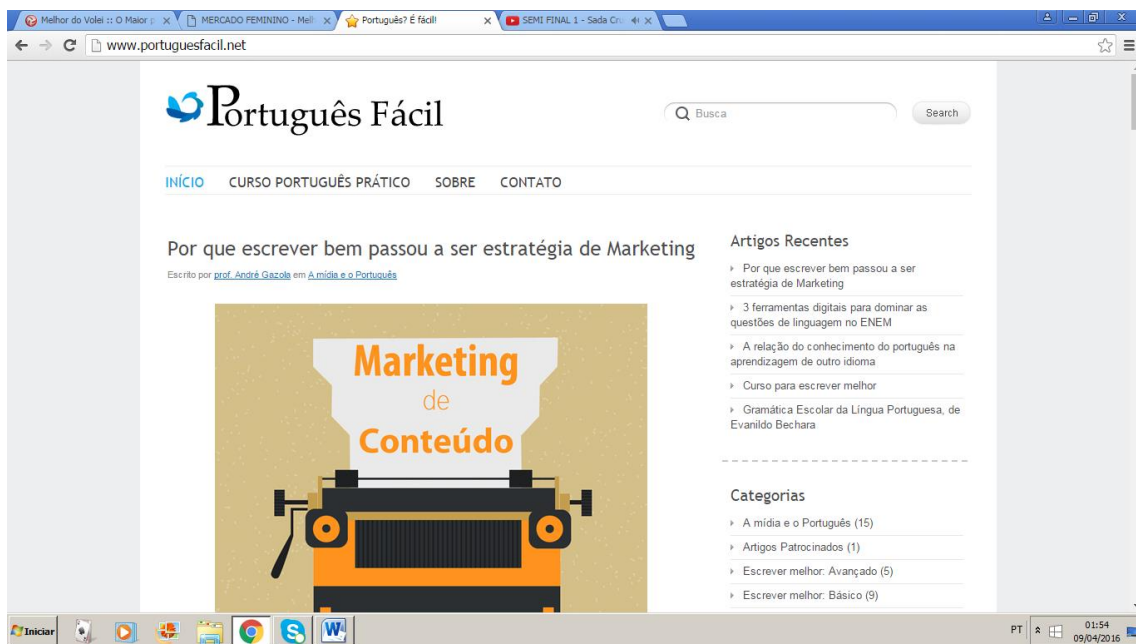 Melhor do Volei :: O Maior p
MERCADO FEMININO - Melh
Português? É fácil!
SEMI FINAL 1 - Sada Cru
www.portuguesfacil.net
Português Fácil
Busca
Search
INÍCIO CURSO PORTUGUÊS PRÁTICO SOBRE CONTATO
Por que escrever bem passou a ser estratégia de Marketing
Escrito por prof. André Gazola em A mídia e o Português
Marketing
de
Conteúdo
Artigos Recentes
Por que escrever bem passou a ser
estratégia de Marketing
3 ferramentas digitais para dominar as
questões de linguagem no ENEM
A relação do conhecimento do português na
aprendizagem de outro idioma
Curso para escrever melhor
Gramática Escolar da Língua Portuguesa, de
Evanildo Bechara
Categorias
A mídia e o Português (15)
Artigos Patrocinados (1)
Escrever melhor: Avançado (5)
Escrever melhor: Básico (9)
Iniciar
PT
01:54
09/04/2016